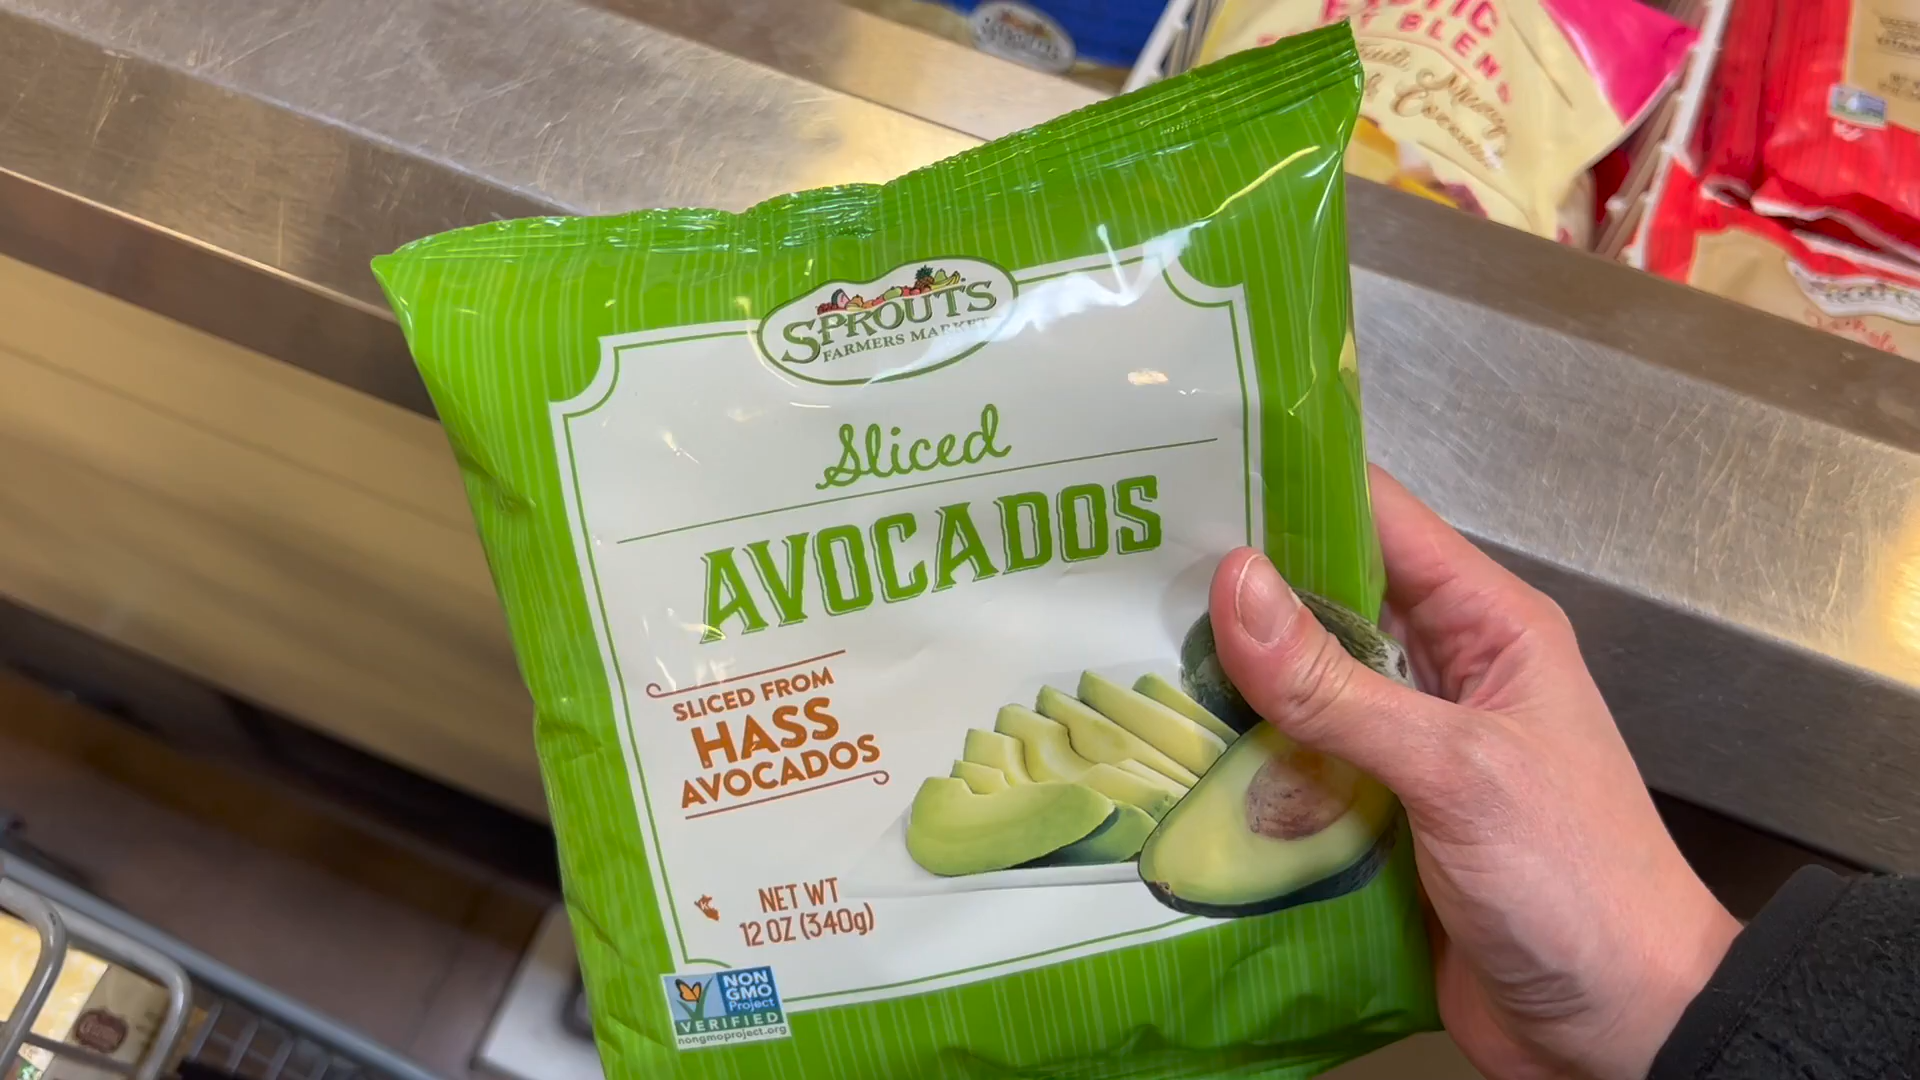 SPROUTS
FARMERS MARKET
Sliced
AVOCADOS
SLICED FROM
HASS
AVOCADOS
NET WT
12 OZ (340g)
NON
GMO
Project
VERIFIED
nongmoproject.org
BLEND